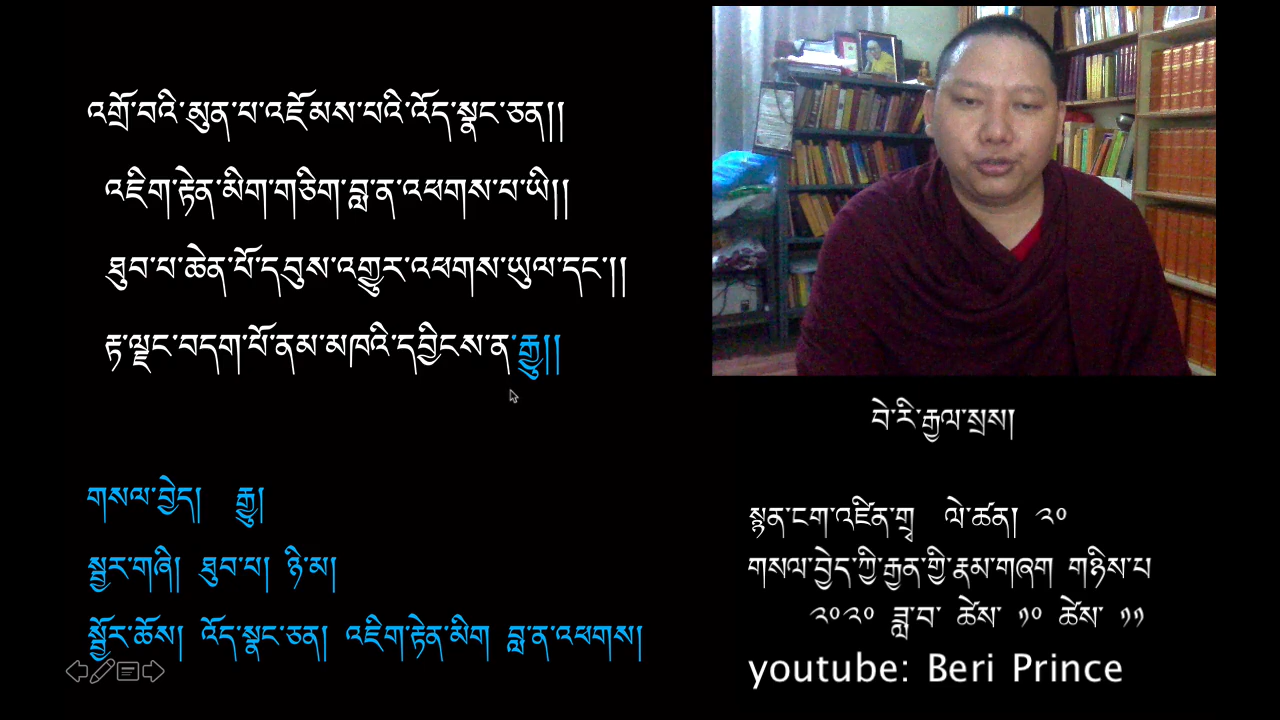 འགྲོ་བའི་མུན་པ་འཇོམས་པའི་འོད་སྣང་ཅན།།
འཇིག་རྟེན་མིག་གཅིག་བླ་ན་འཕགས་པ་ཡི།།
ཐུབ་པ་ཆེན་པོ་དབུས་འགྱུར་འཕགས་ཡུལ་དང་།།
རྟ་ལྗང་བདག་པོ་ནམ་མཁའི་དབྱིངས་ན་རྒྱུ།།
གསལ་བྱེད། རྒྱུ།
སྦྱར་གཞི། ཐུབ་པ། ཉི་མ།
སྦྱོར་ཆོས། འོད་སྣང་ཅན། འཇིག་རྟེན་མིག བླ་ན་འཕགས།
བེ་རི་རྒྱལ་སྲས།
སྙན་ངག་འཛིན་གྲྭ ལེ་ཚན། ༢༠
གསལ་བྱེད་ཀྱི་རྒྱན་གྱི་རྣམ་གཞག གཉིས་པ
༢༠༢༠ ཟླ་བ་ ཚེས་ ༡༠ ཚེས་ ༡༡
youtube: Beri Prince